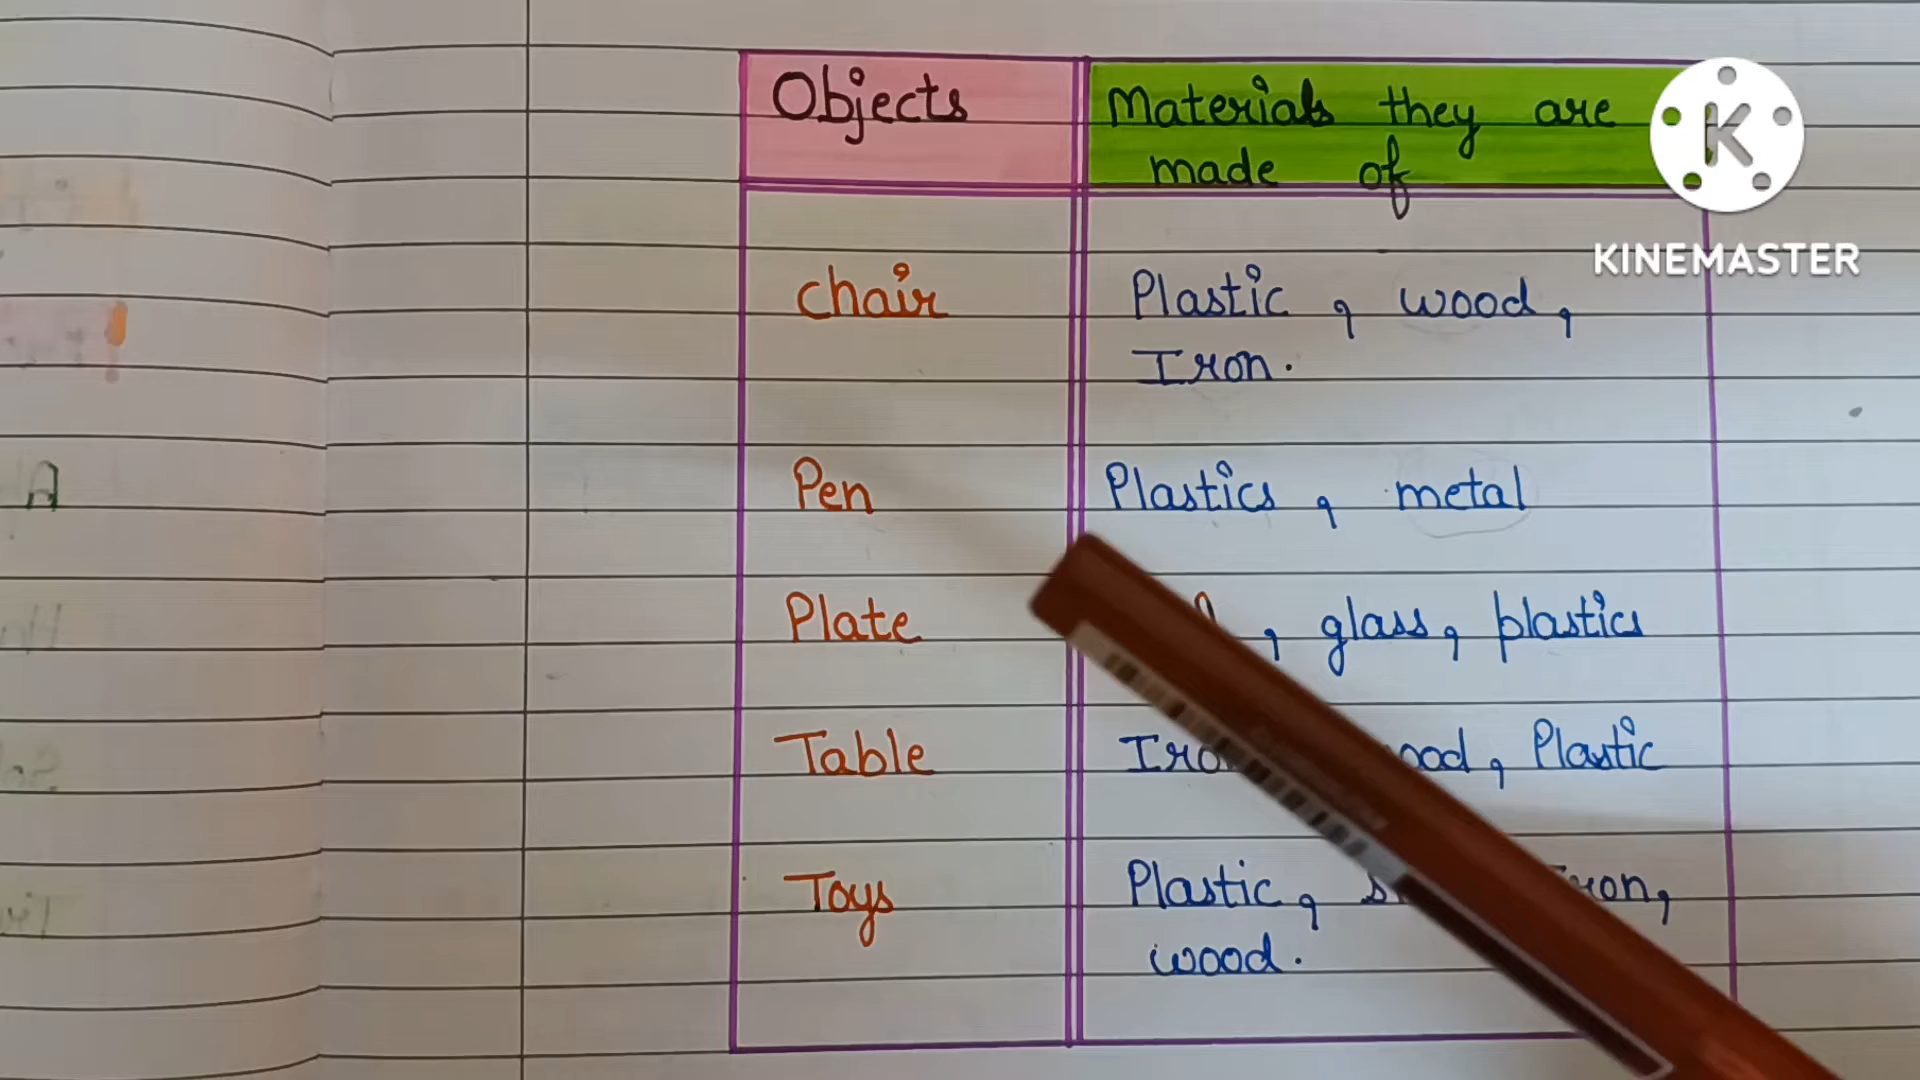 Objects
Materials they are
made of
K
KINEMASTER
chair
Plastic, wood,
Iron.
Pen
Plastics, metal
Plate
, glass, plastics
Table
, Plastic
Toys
Plastic, Iron,
wood.